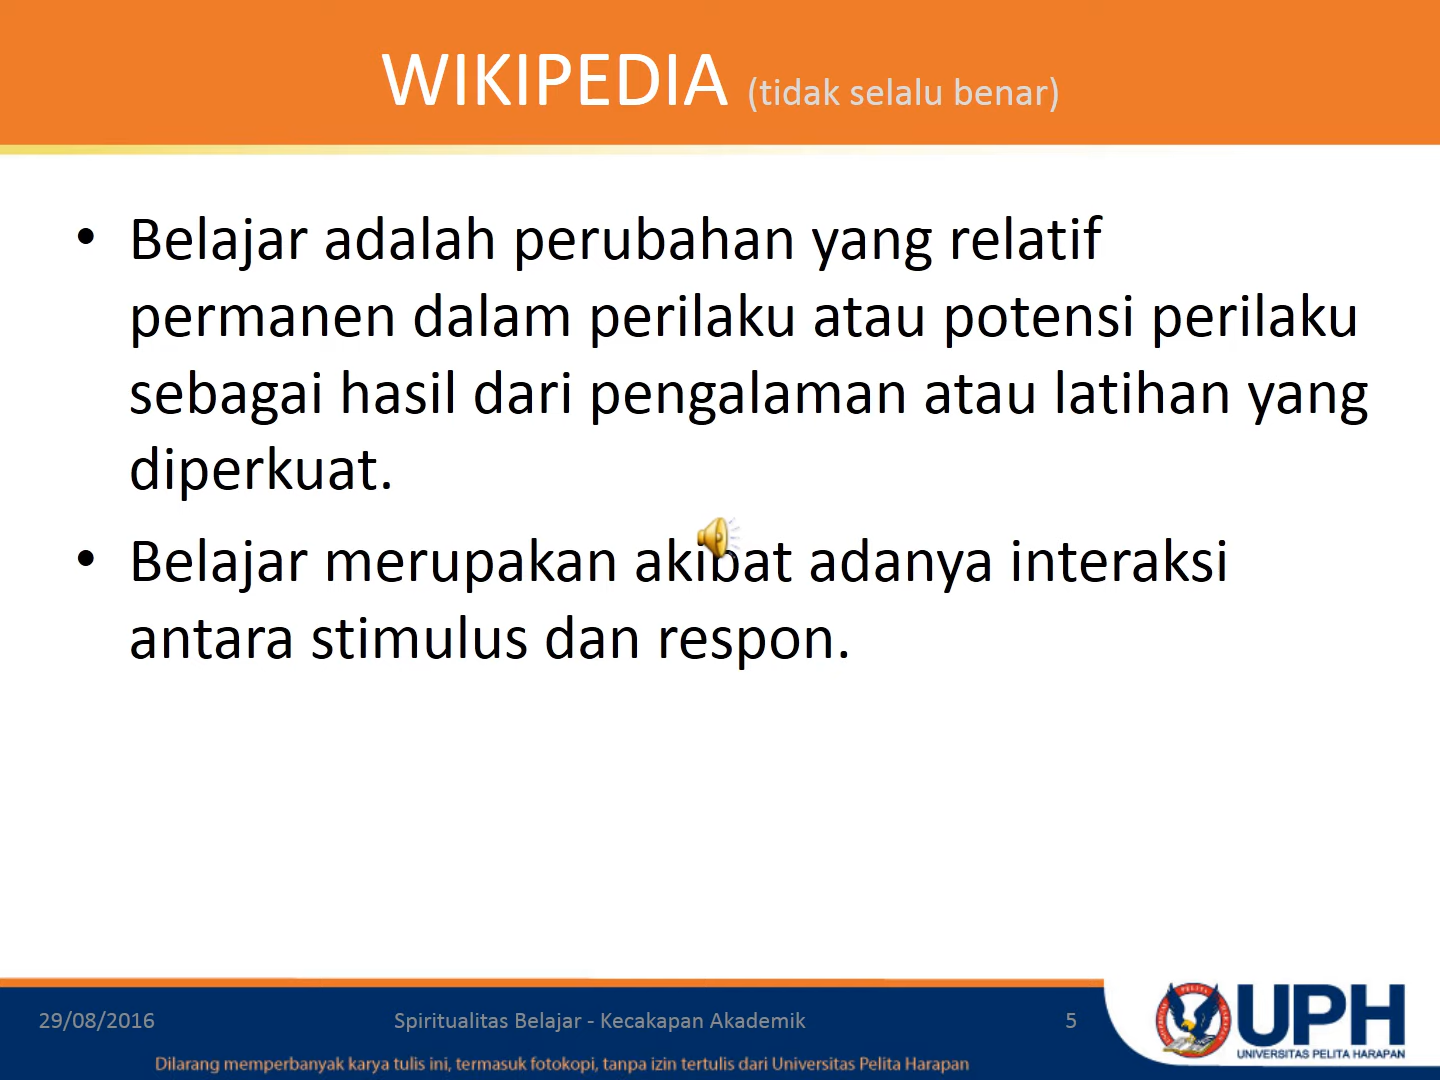 WIKIPEDIA (tidak selalu benar)
• Belajar adalah perubahan yang relatif
permanen dalam perilaku atau potensi perilaku
sebagai hasil dari pengalaman atau latihan yang
diperkuat.
• Belajar merupakan akibat adanya interaksi
antara stimulus dan respon.
29/08/2016 Spiritualitas Belajar - Kecakapan Akademik 5
UPH
UNIVERSITAS PELITA HARAPAN
Dilarang memperbanyak karya tulis ini, termasuk fotokopi, tanpa izin tertulis dari Universitas Pelita Harapan